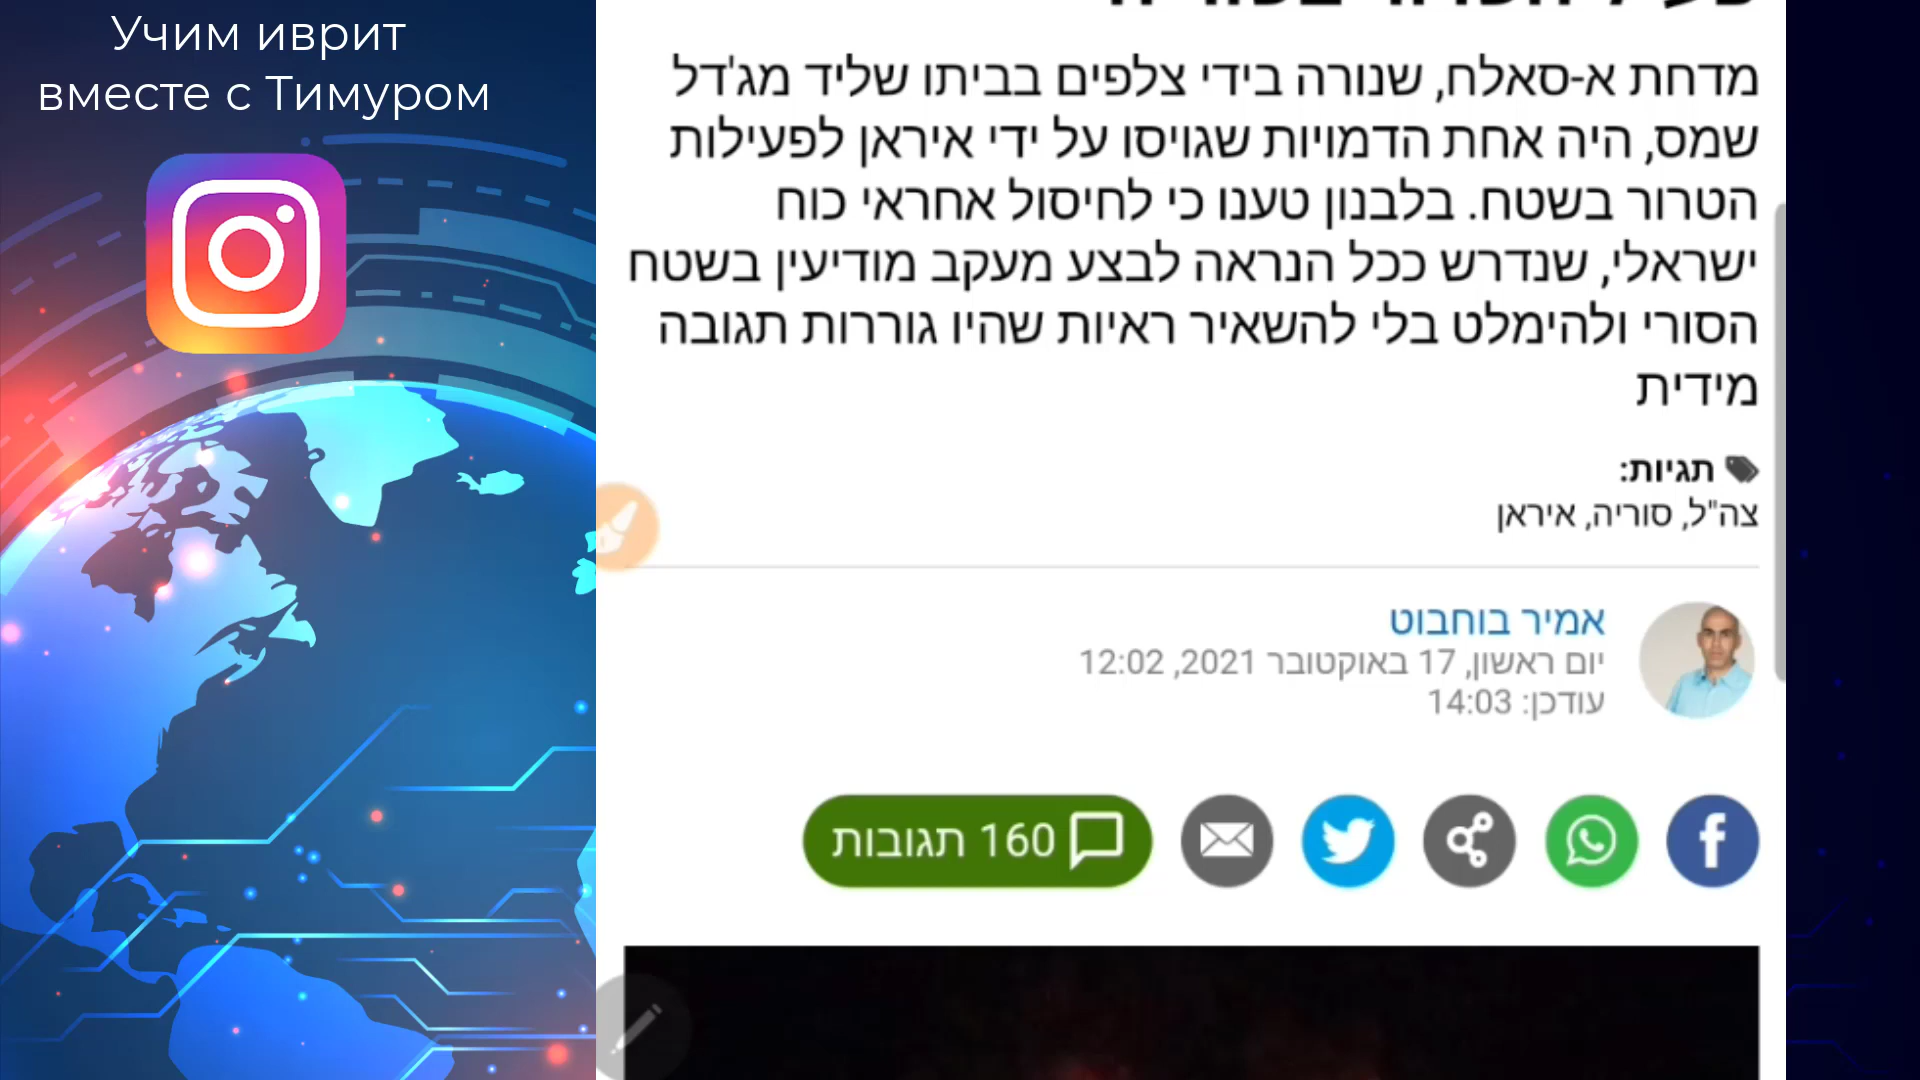 Учим иврит
вместе с Тимуром
מדחת א-סאלח, שנורה בידי צלפים בביתו שליד מג'דל
שמס, היה אחת הדמויות שגויסו על ידי איראן לפעילות
הטרור בשטח. בלבנון טענו כי לחיסול אחראי כוח
ישראלי, שנדרש ככל הנראה לבצע מעקב מודיעין בשטח
הסורי ולהימלט בלי להשאיר ראיות שהיו גוררות תגובה
מידית
תגיות:
צה"ל, סוריה, איראן
אמיר בוחבוט
יום ראשון, 17 באוקטובר 2021, 12:02
עודכן: 14:03
160 תגובות